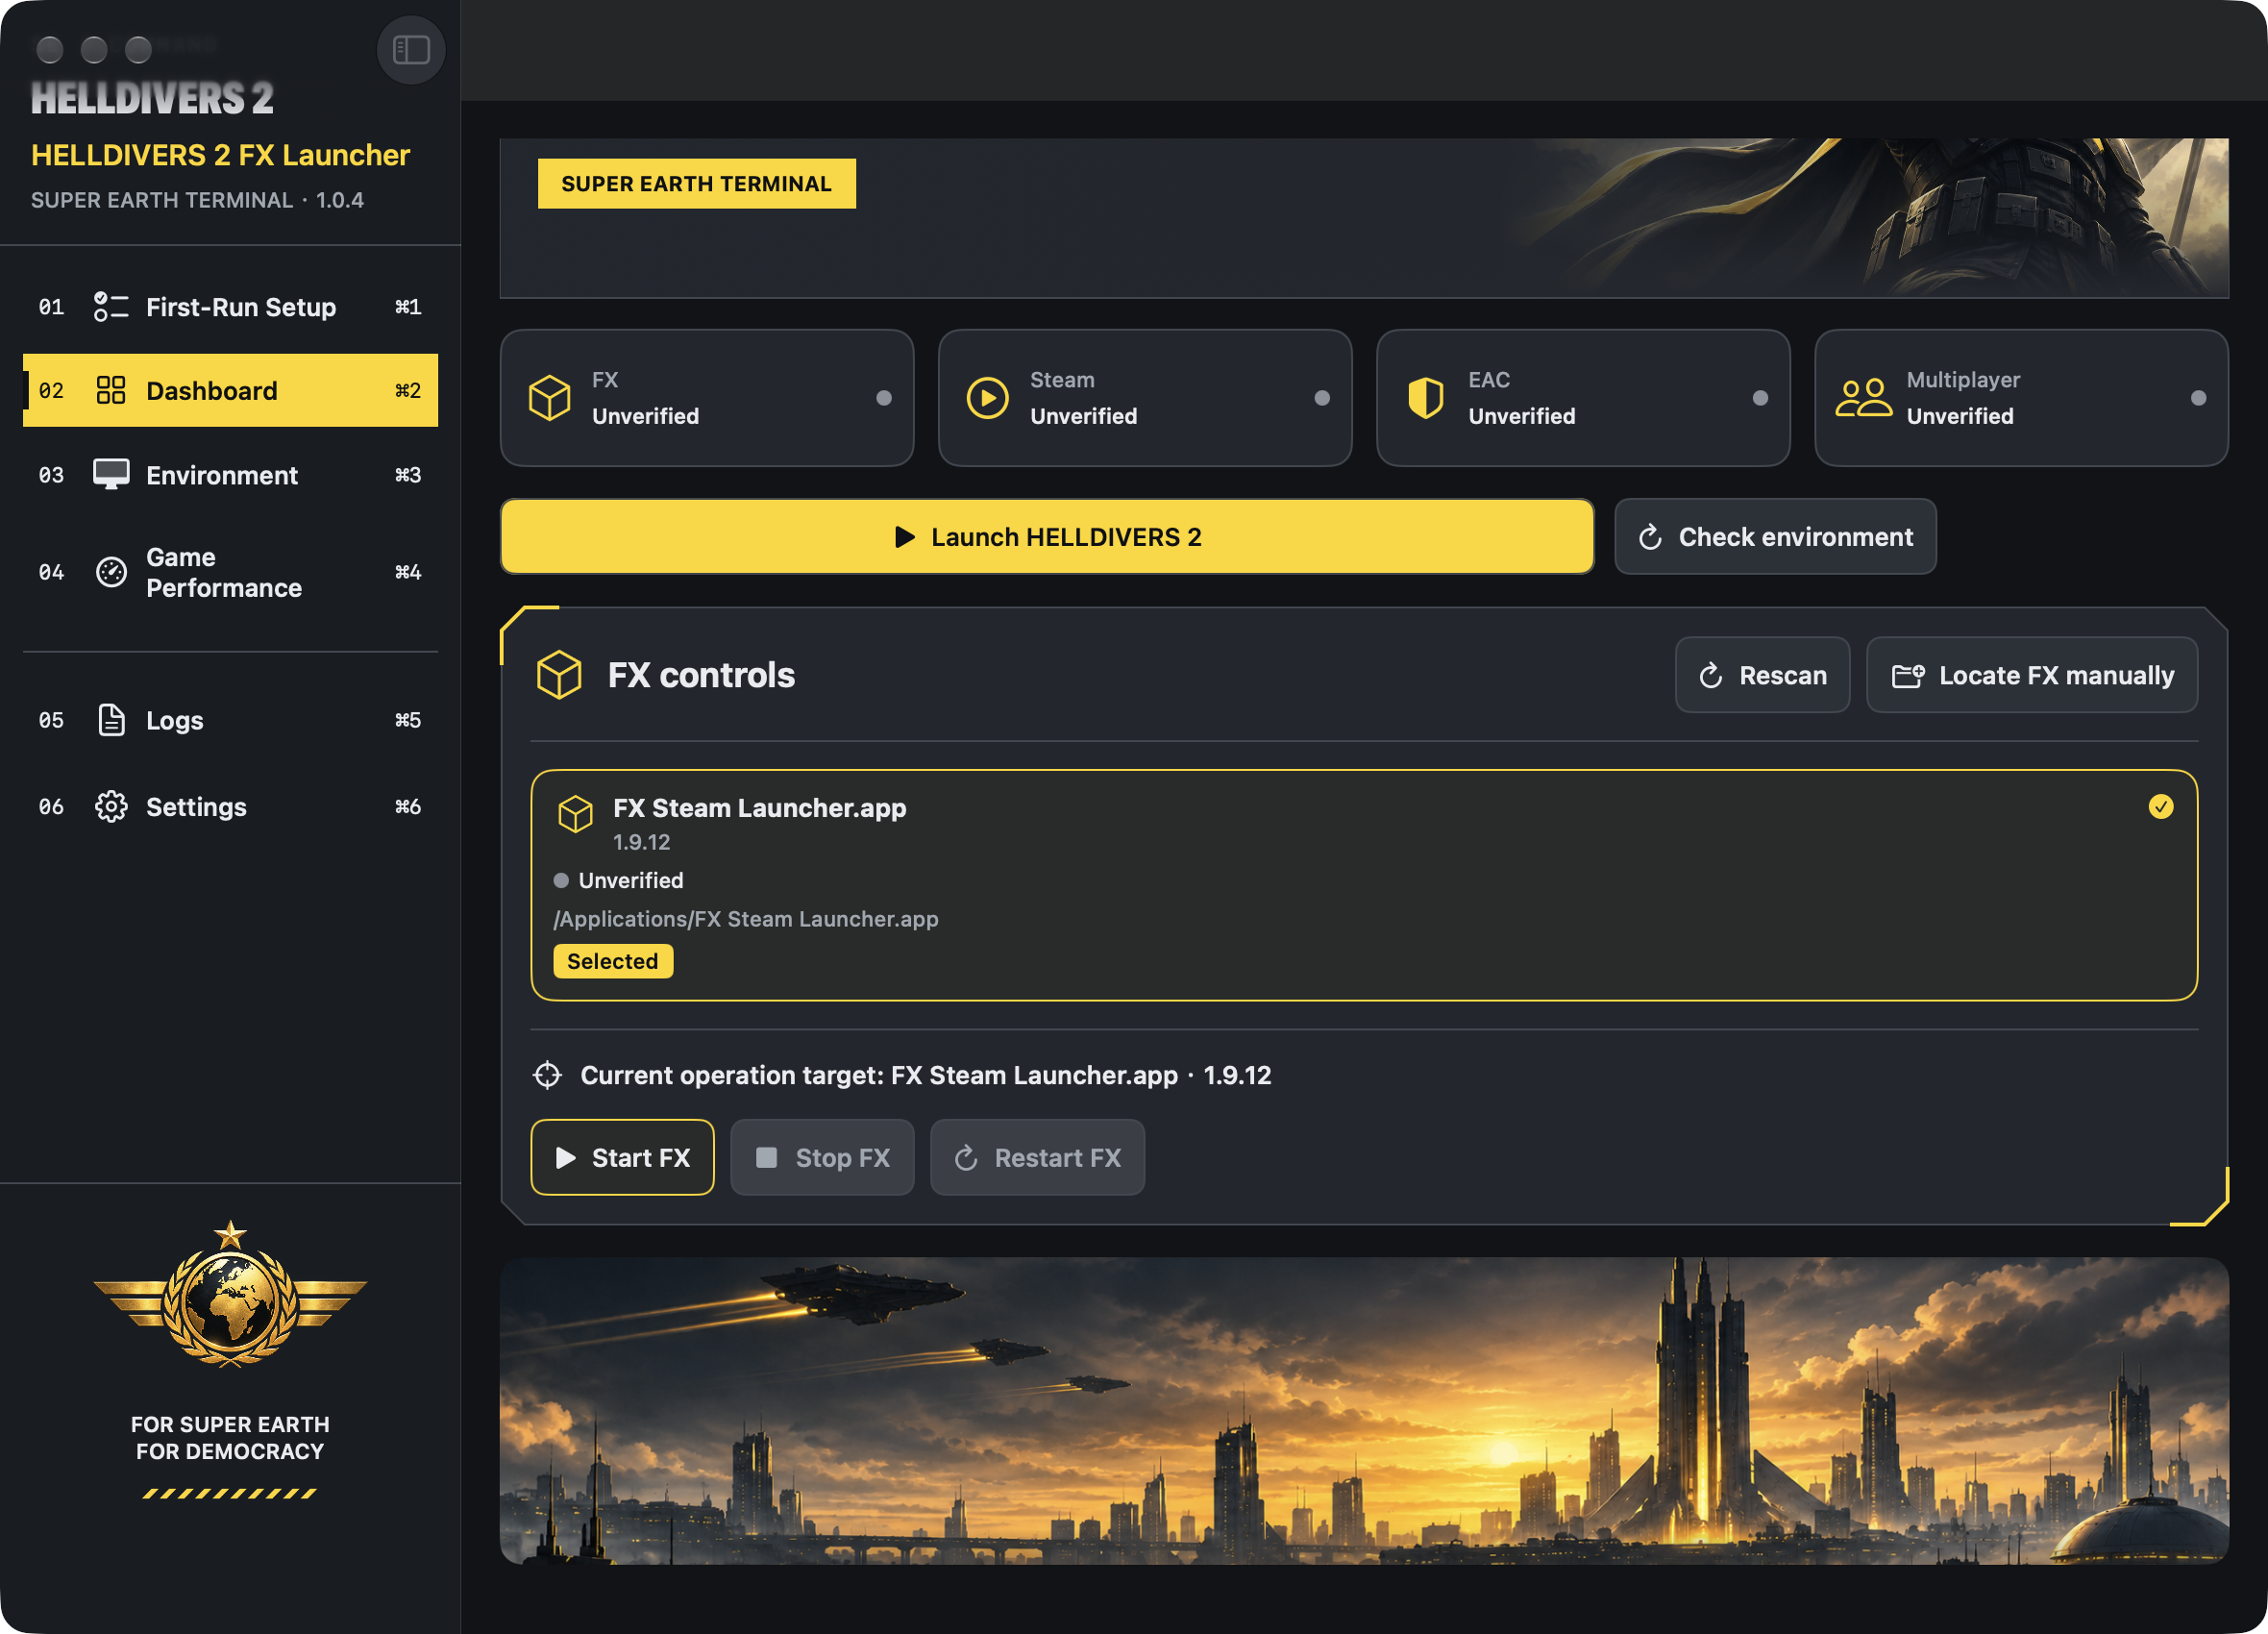 HELLDIVERS 2
HELLDIVERS 2 FX Launcher
SUPER EARTH TERMINAL · 1.0.4
01 First-Run Setup ⌘1
02 Dashboard ⌘2
03 Environment ⌘3
04 Game Performance ⌘4
05 Logs ⌘5
06 Settings ⌘6
FOR SUPER EARTH
FOR DEMOCRACY
SUPER EARTH TERMINAL
FX
Unverified
Steam
Unverified
EAC
Unverified
Multiplayer
Unverified
Launch HELLDIVERS 2
Check environment
FX controls
Rescan
Locate FX manually
FX Steam Launcher.app
1.9.12
Unverified
/Applications/FX Steam Launcher.app
Selected
Current operation target: FX Steam Launcher.app · 1.9.12
Start FX
Stop FX
Restart FX